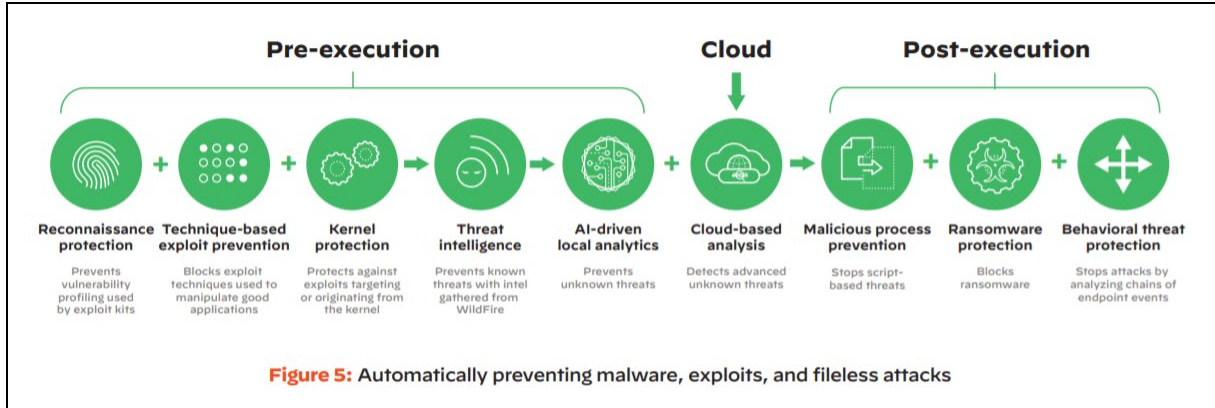 Pre-execution
Cloud
Post-execution
Reconnaissance
protection
Prevents
vulnerability
profiling used
by exploit kits
Technique-based
exploit prevention
Blocks exploit
techniques used to
manipulate good
applications
Kernel
protection
Protects against
exploits targeting
or originating from
the kernel
Threat
intelligence
Prevents known
threats with intel
gathered from
WildFire
AI-driven
local analytics
Prevents
unknown threats
Cloud-based
analysis
Detects advanced
unknown threats
Malicious process
prevention
Stops script-
based threats
Ransomware
protection
Blocks
ransomware
Behavioral threat
protection
Stops attacks by
analyzing chains of
endpoint events
Figure 5: Automatically preventing malware, exploits, and fileless attacks